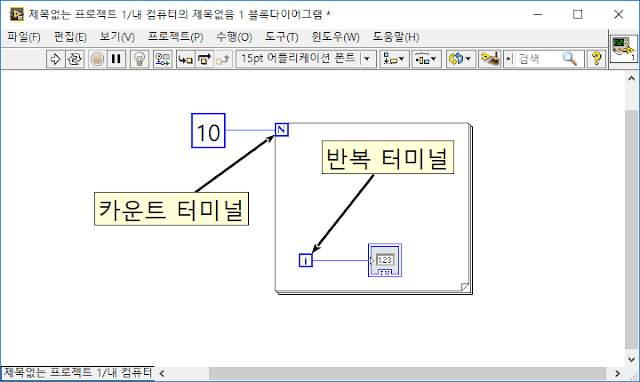 제목없는 프로젝트 1/내 컴퓨터의 제목없음 1 블록다이어그램 *
파일(F) 편집(E) 보기(V) 프로젝트(P) 수행(O) 도구(T) 윈도우(W) 도움말(H)
15pt 어플리케이션 폰트 검색 ? 1
10 N
반복 터미널
카운트 터미널
i 1.23
I32
제목없는 프로젝트 1/내 컴퓨터